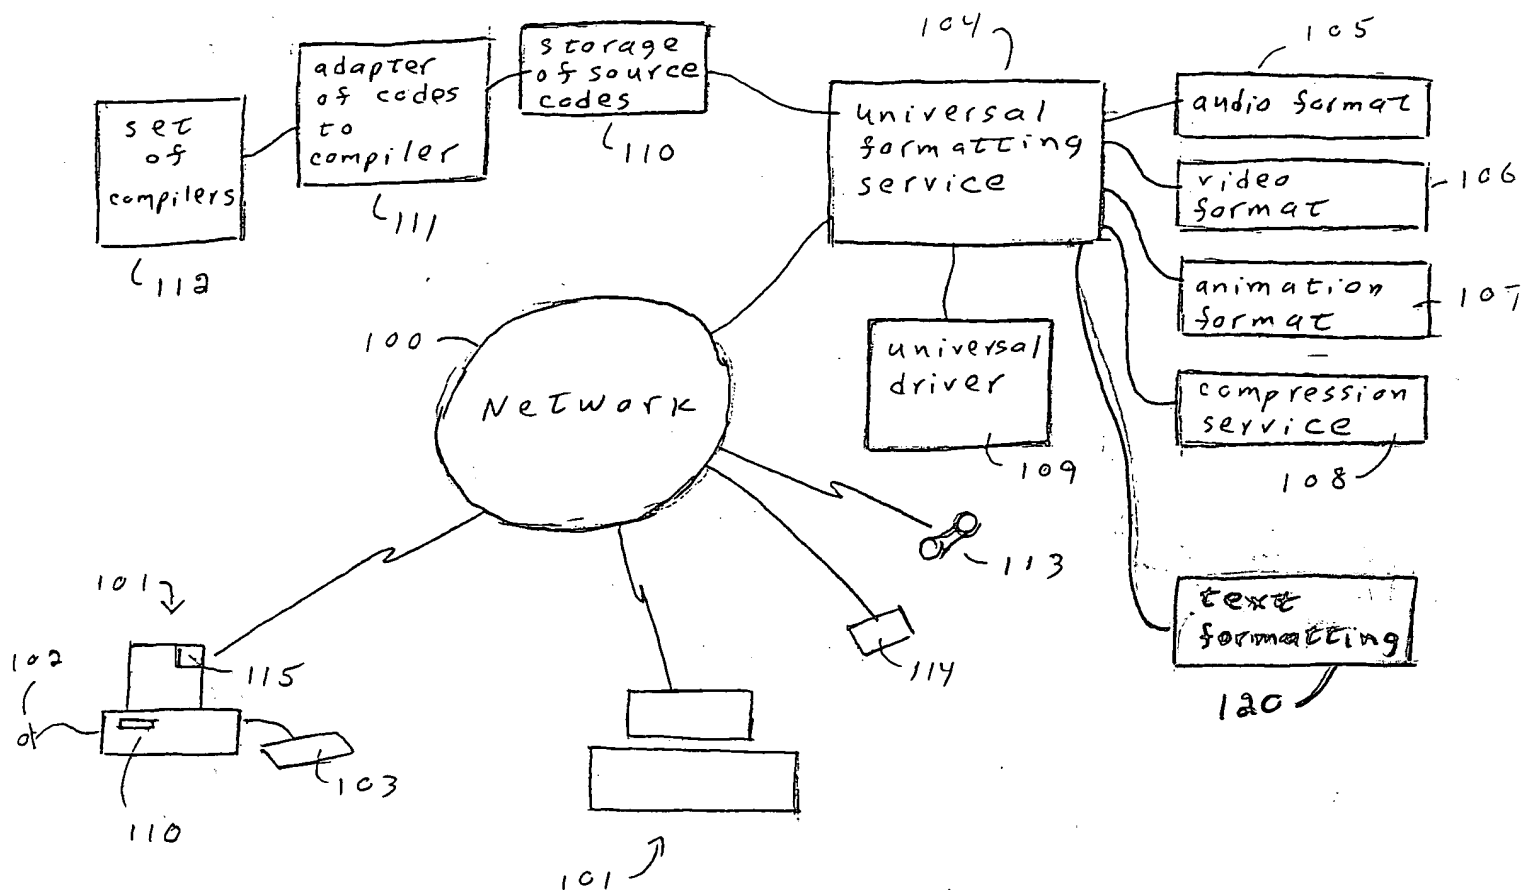 104
105
storage
of source
codes
adapter
of codes
to
compiler
universal
formatting
service
audio format
set
of
compilers
110
video
format
106
111
112
animation
format
107
100
universal
driver
Network
compression
service
109
108
113
101
text
formatting
102
115
114
120
103
110
101